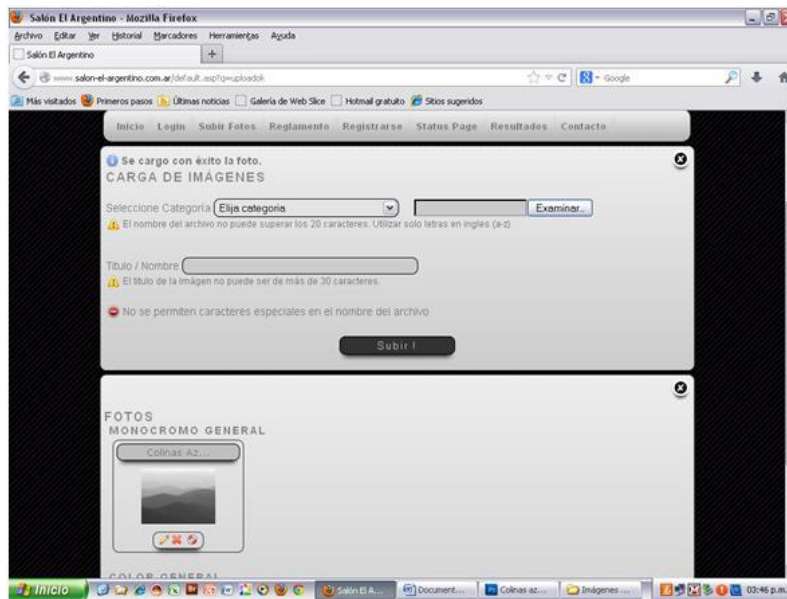 Salón El Argentino - Mozilla Firefox
Archivo Editar Ver Historial Marcadores Herramientas Ayuda
Salón El Argentino +
www.salon-el-argentino.com.ar/default.asp?q=uploadok
Google
Más visitados Primeros pasos Últimas noticias Galería de Web Slice Hotmail gratuito Sitios sugeridos
Inicio Login Subir Fotos Reglamento Registrarse Status Page Resultados Contacto
Se cargo con éxito la foto.
CARGA DE IMÁGENES
Seleccione Categoría Elija categoria Examinar..
El nombre del archivo no puede superar los 20 caracteres. Utilizar solo letras en ingles (a-z)
Titulo / Nombre
El titulo de la imágen no puede ser de más de 30 caracteres.
No se permiten caracteres especiales en el nombre del archivo
Subir !
FOTOS
MONOCROMO GENERAL
Colinas Az...
COLOR GENERAL
Inicio Salón El A... Document... Colinas az... Imágenes .... 03:46 p.m.